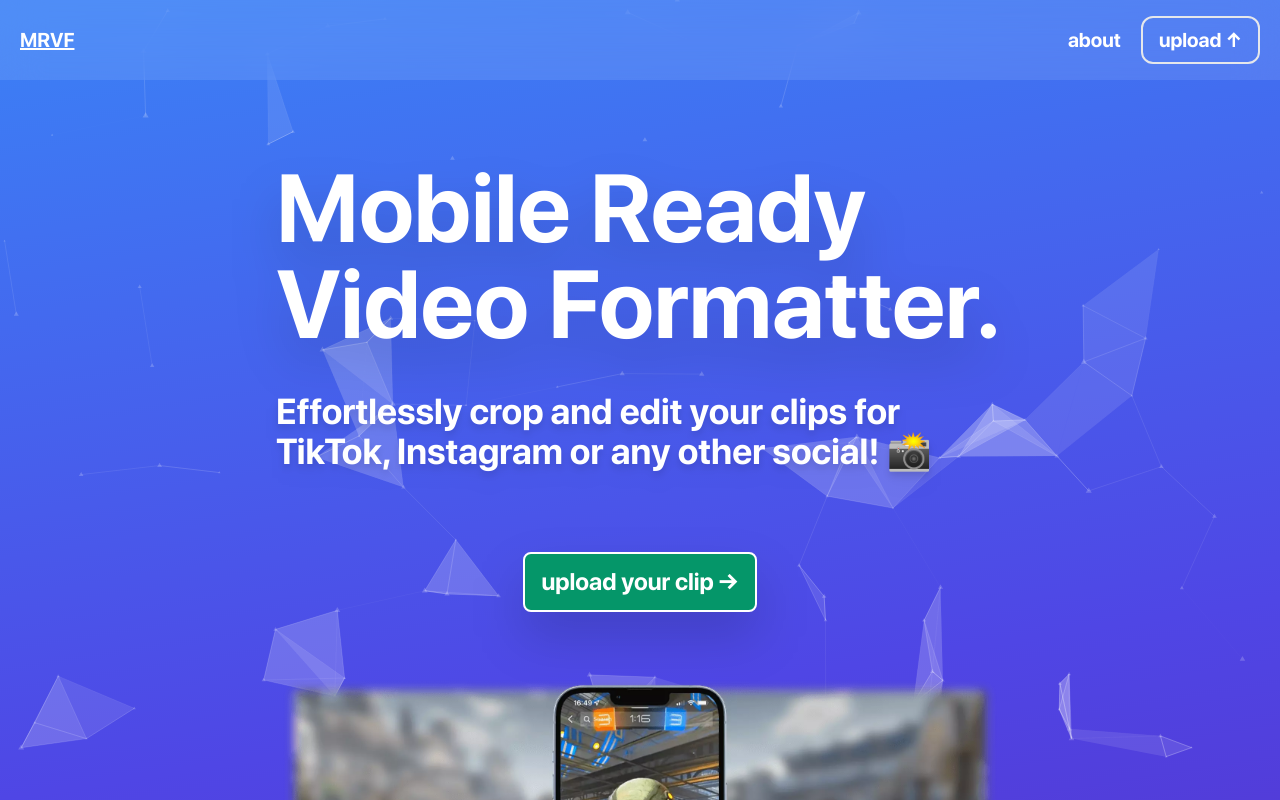 MRVF
about
upload ↑
Mobile Ready
Video Formatter.
Effortlessly crop and edit your clips for
TikTok, Instagram or any other social! 📸
upload your clip →
16:49
3
1:15
3